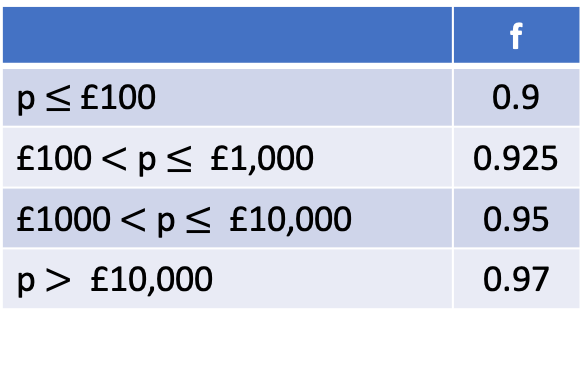 f
p ≤ £100 0.9
£100 < p ≤ £1,000 0.925
£1000 < p ≤ £10,000 0.95
p > £10,000 0.97